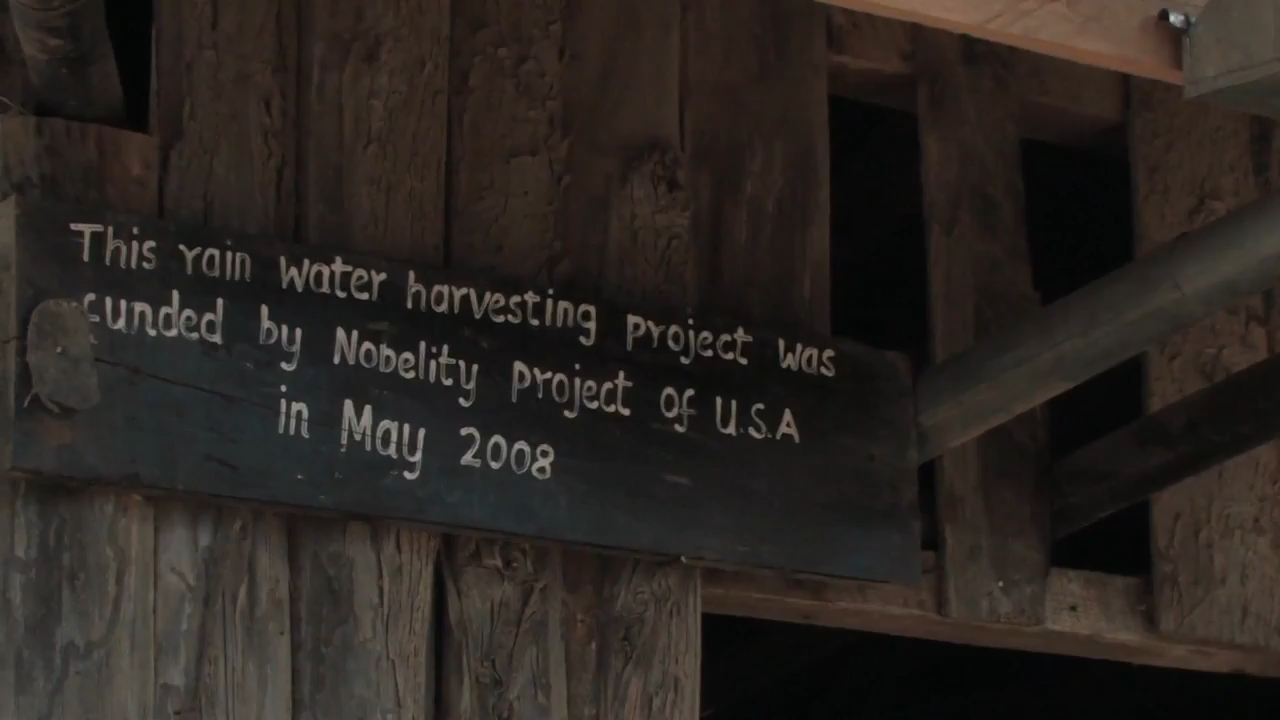 This rain water harvesting project was
funded by Nobelity project of U.S.A
in May 2008